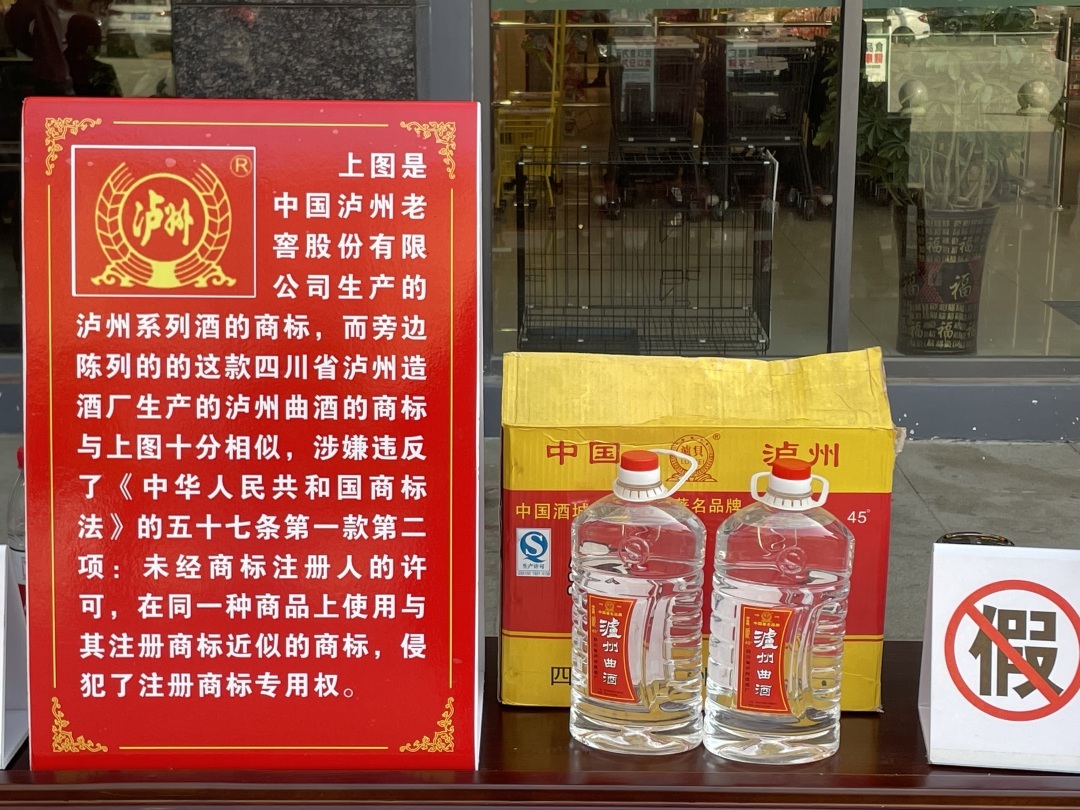 泸州
®
上图是
中国泸州老
窖股份有限
公司生产的
泸州系列酒的商标，而旁边
陈列的的这款四川省泸州造
酒厂生产的泸州曲酒的商标
与上图十分相似，涉嫌违反
了《中华人民共和国商标
法》的五十七条第一款第二
项：未经商标注册人的许
可，在同一种商品上使用与
其注册商标近似的商标，侵
犯了注册商标专用权。
中国
泸州
中国酒城
著名品牌
45°
生产许可
四
瀘州曲酒
瀘州曲酒
假
福
福